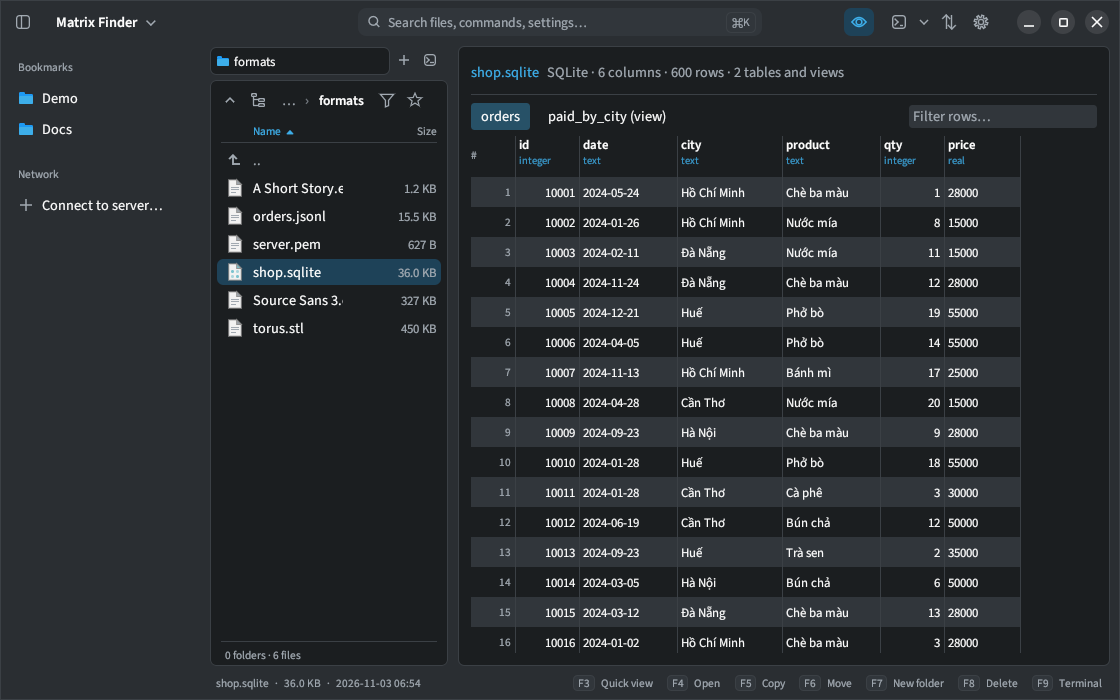 Matrix Finder
Search files, commands, settings…
⌘K
Bookmarks
Demo
Docs
Network
Connect to server…
formats
… › formats
Name
Size
..
A Short Story.e 1.2 KB
orders.jsonl 15.5 KB
server.pem 627 B
shop.sqlite 36.0 KB
Source Sans 3. 327 KB
torus.stl 450 KB
0 folders · 6 files
shop.sqlite SQLite · 6 columns · 600 rows · 2 tables and views
orders paid_by_city (view)
Filter rows…
# id date city product qty price
integer text text text integer real
1 10001 2024-05-24 Hồ Chí Minh Chè ba màu 1 28000
2 10002 2024-01-26 Hồ Chí Minh Nước mía 8 15000
3 10003 2024-02-11 Đà Nẵng Nước mía 11 15000
4 10004 2024-11-24 Đà Nẵng Chè ba màu 12 28000
5 10005 2024-12-21 Huế Phở bò 19 55000
6 10006 2024-04-05 Huế Phở bò 14 55000
7 10007 2024-11-13 Hồ Chí Minh Bánh mì 17 25000
8 10008 2024-04-28 Cần Thơ Nước mía 20 15000
9 10009 2024-09-23 Hà Nội Chè ba màu 9 28000
10 10010 2024-01-28 Huế Phở bò 18 55000
11 10011 2024-01-28 Cần Thơ Cà phê 3 30000
12 10012 2024-06-19 Cần Thơ Bún chả 12 50000
13 10013 2024-09-23 Huế Trà sen 2 35000
14 10014 2024-03-05 Hà Nội Bún chả 6 50000
15 10015 2024-03-12 Đà Nẵng Chè ba màu 13 28000
16 10016 2024-01-02 Hồ Chí Minh Chè ba màu 3 28000
shop.sqlite · 36.0 KB · 2026-11-03 06:54
F3 Quick view F4 Open F5 Copy F6 Move F7 New folder F8 Delete F9 Terminal